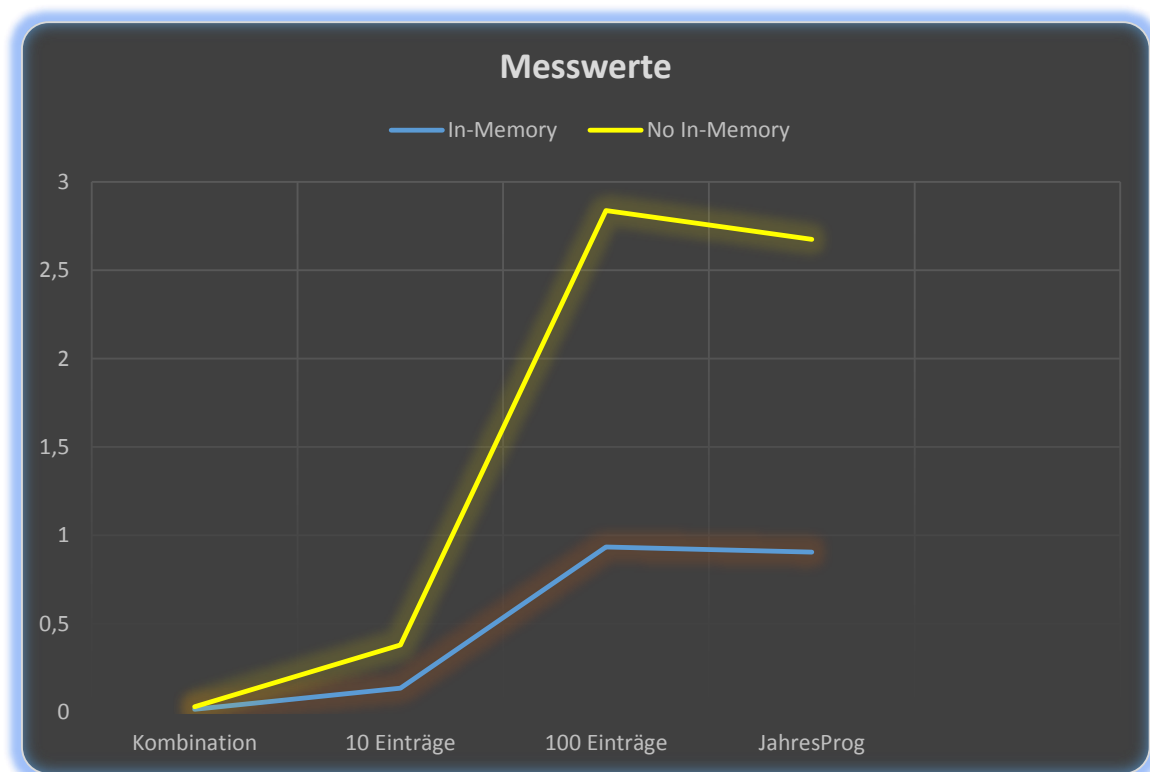 Messwerte
In-Memory No In-Memory
3
2,5
2
1,5
1
0,5
0
Kombination 10 Einträge 100 Einträge JahresProg